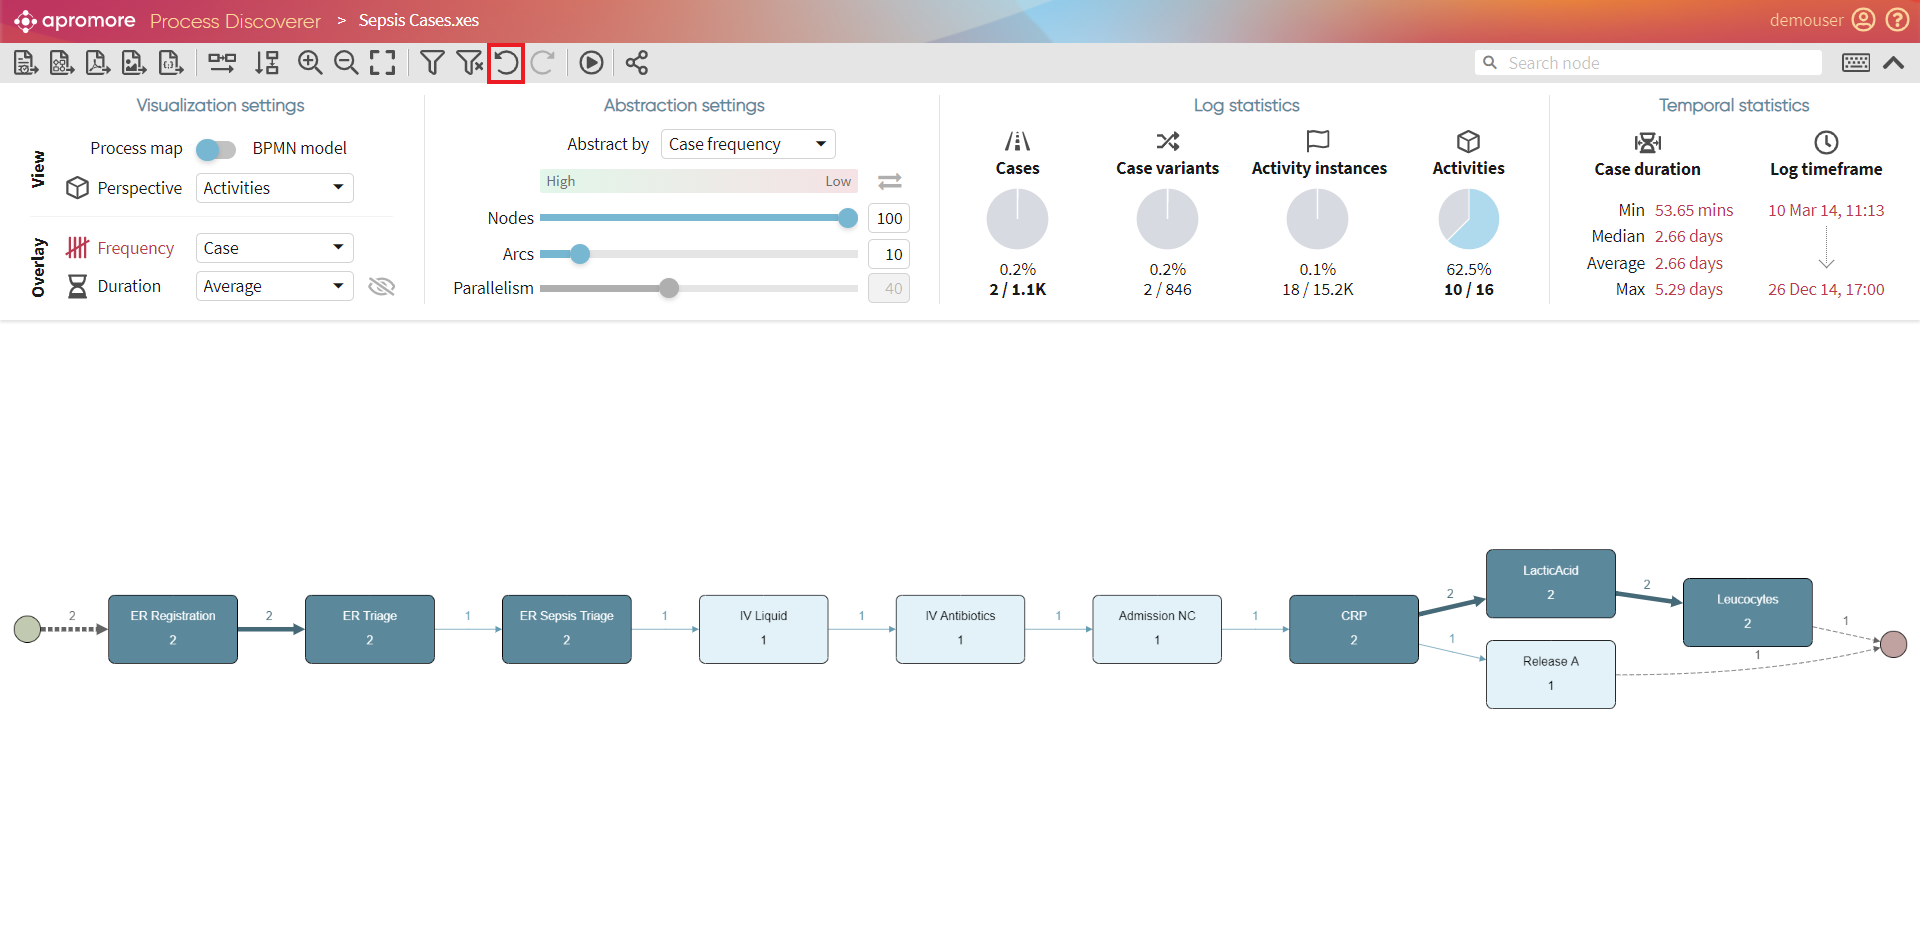 apromore Process Discoverer > Sepsis Cases.xes demouser
Search node
Visualization settings
View
Process map BPMN model
Perspective Activities
Overlay
Frequency Case
Duration Average
Abstraction settings
Abstract by Case frequency
High Low
Nodes 100
Arcs 10
Parallelism 40
Log statistics
Cases Case variants Activity instances Activities
0.2% 0.2% 0.1% 62.5%
2 / 1.1K 2 / 846 18 / 15.2K 10 / 16
Temporal statistics
Case duration Log timeframe
Min 53.65 mins 10 Mar 14, 11:13
Median 2.66 days
Average 2.66 days
Max 5.29 days 26 Dec 14, 17:00
2
ER Registration
2
2
ER Triage
2
1
ER Sepsis Triage
2
1
IV Liquid
1
1
IV Antibiotics
1
1
Admission NC
1
1
CRP
2
2
LacticAcid
2
2
Leucocytes
2
1
1
Release A
1
1